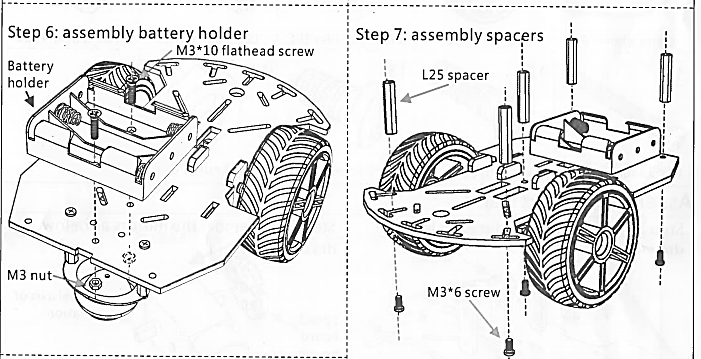 Step 6: assembly battery holder
M3*10 flathead screw
Battery
holder
M3 nut
Step 7: assembly spacers
L25 spacer
M3*6 screw